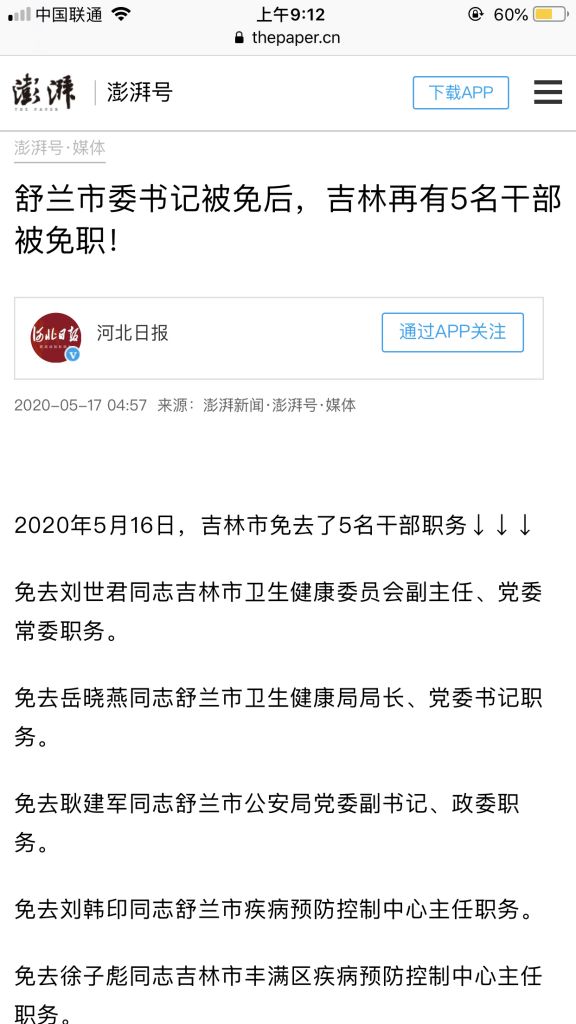 中国联通
上午9:12
60%
thepaper.cn
澎湃
THE PAPER
澎湃号
下载APP
澎湃号·媒体
舒兰市委书记被免后，吉林再有5名干部
被免职！
河北日报
河北日报
V
通过APP关注
2020-05-17 04:57 来源：澎湃新闻·澎湃号·媒体
2020年5月16日，吉林市免去了5名干部职务↓↓↓
免去刘世君同志吉林市卫生健康委员会副主任、党委
常委职务。
免去岳晓燕同志舒兰市卫生健康局局长、党委书记职
务。
免去耿建军同志舒兰市公安局党委副书记、政委职
务。
免去刘韩印同志舒兰市疾病预防控制中心主任职务。
免去徐子彪同志吉林市丰满区疾病预防控制中心主任
职务。